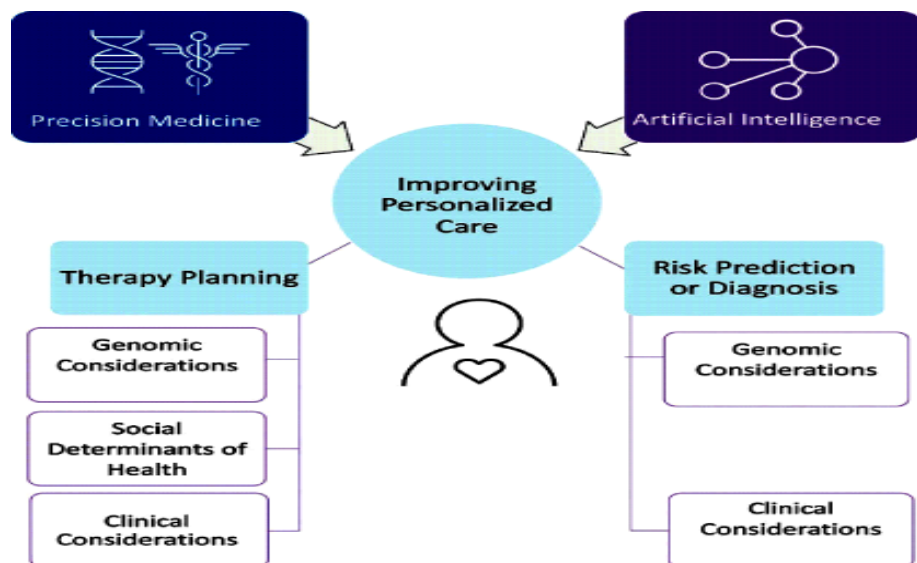 Precision Medicine
Artificial Intelligence
Improving
Personalized
Care
Therapy Planning
Genomic
Considerations
Social
Determinants of
Health
Clinical
Considerations
Risk Prediction
or Diagnosis
Genomic
Considerations
Clinical
Considerations